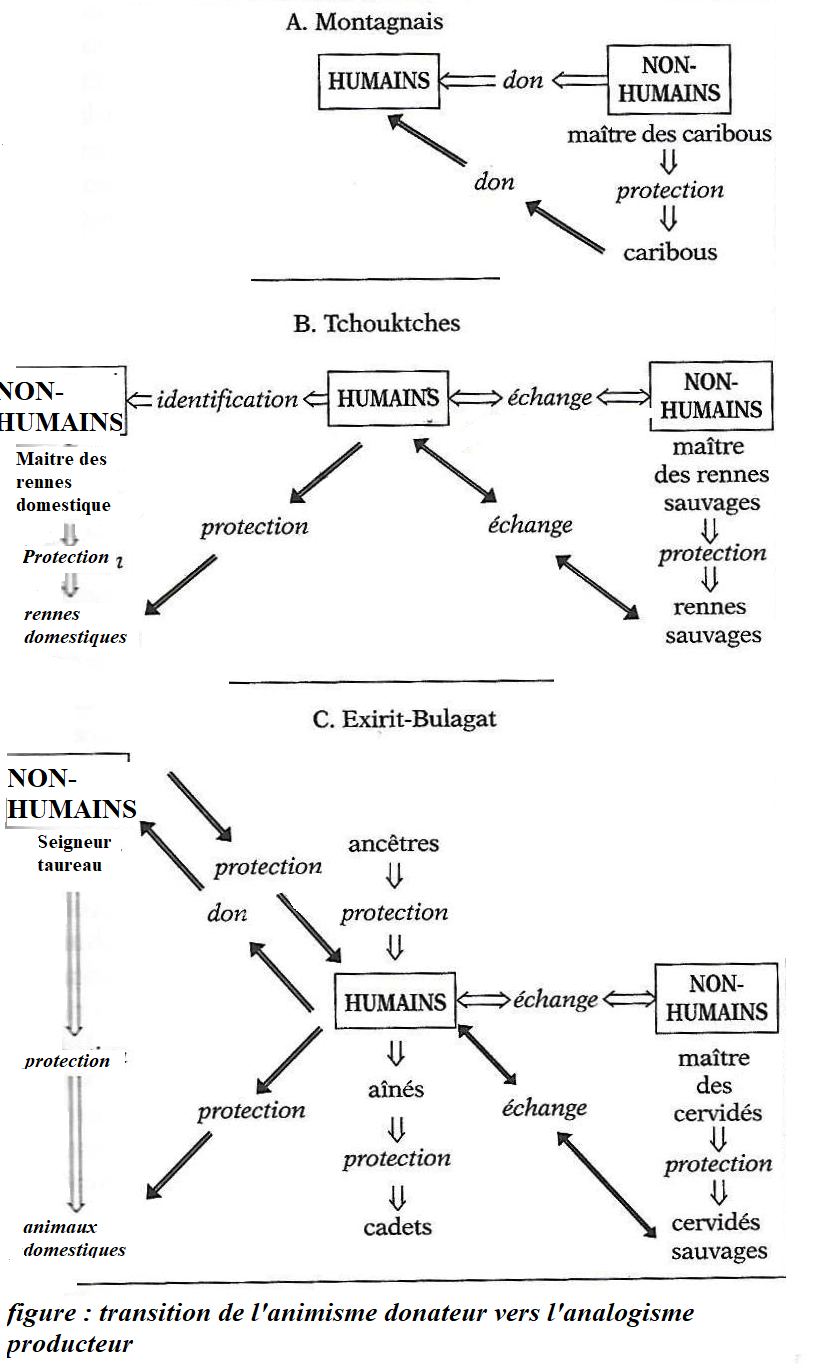 A. Montagnais
HUMAINS don NON-
HUMAINS
maître des caribous
don protection
caribous
B. Tchouktches
NON-
HUMAINS identification HUMAINS échange NON-
HUMAINS
Maitre des
rennes
domestique
maître
des rennes
sauvages
protection échange
Protection
protection
rennes
domestiques
rennes
sauvages
C. Exirit-Bulagat
NON-
HUMAINS
Seigneur
taureau
protection
don
ancêtres
protection
HUMAINS échange NON-
HUMAINS
protection
protection
aînés
échange
maître
des
cervidés
protection
protection
animaux
domestiques
cadets
cervidés
sauvages
figure : transition de l'animisme donateur vers l'analogisme
producteur